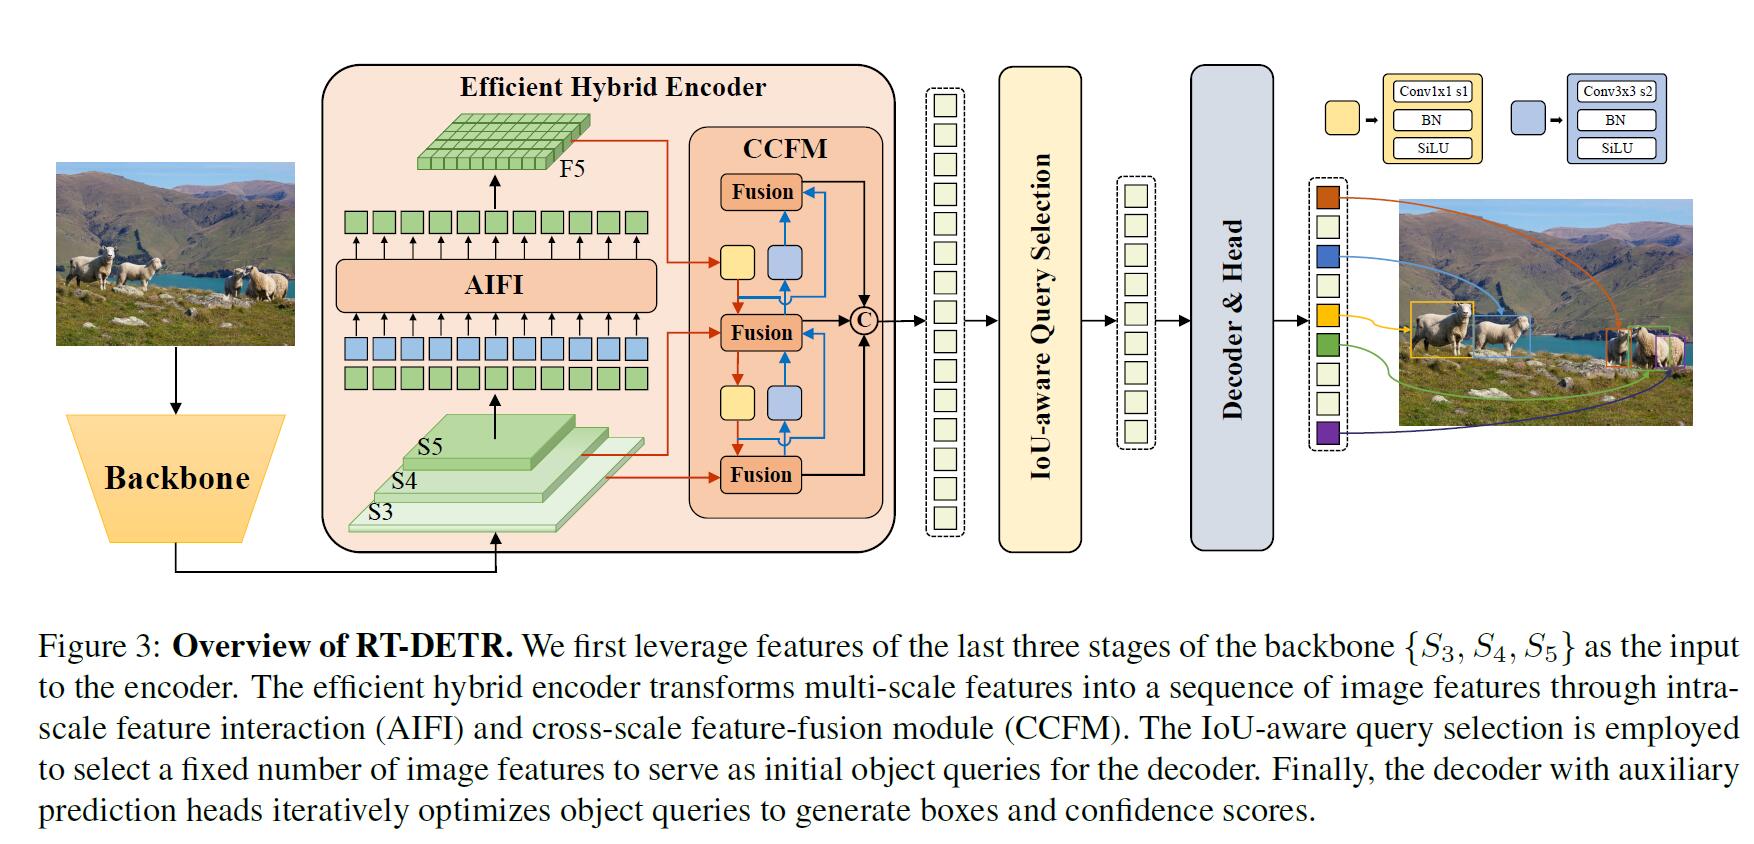 Efficient Hybrid Encoder
F5
CCFM
Fusion
AIFI
Fusion
C
Fusion
S5
S4
S3
Backbone
IoU-aware Query Selection
Decoder & Head
Conv1x1 s1
BN
SiLU
Conv3x3 s2
BN
SiLU
Figure 3: Overview of RT-DETR. We first leverage features of the last three stages of the backbone {S3, S4, S5} as the input
to the encoder. The efficient hybrid encoder transforms multi-scale features into a sequence of image features through intra-
scale feature interaction (AIFI) and cross-scale feature-fusion module (CCFM). The IoU-aware query selection is employed
to select a fixed number of image features to serve as initial object queries for the decoder. Finally, the decoder with auxiliary
prediction heads iteratively optimizes object queries to generate boxes and confidence scores.